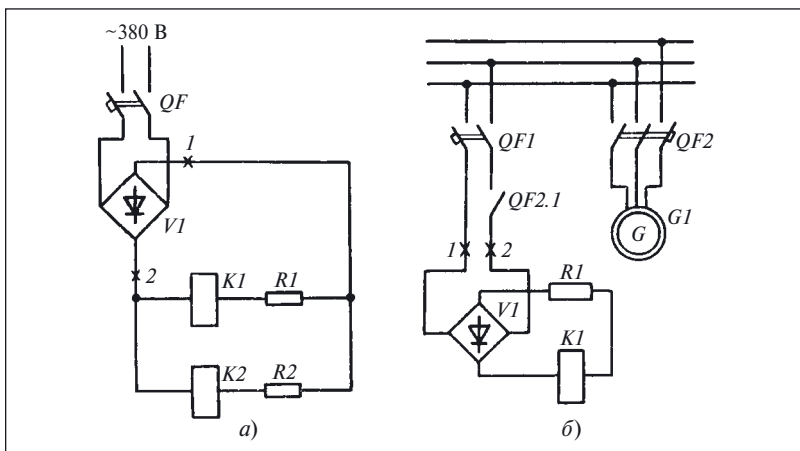 ~380 В
QF
1
V1
2
K1
R1
K2
R2
а)
QF1
QF2
QF2.1
G1
G
1
2
R1
V1
K1
б)